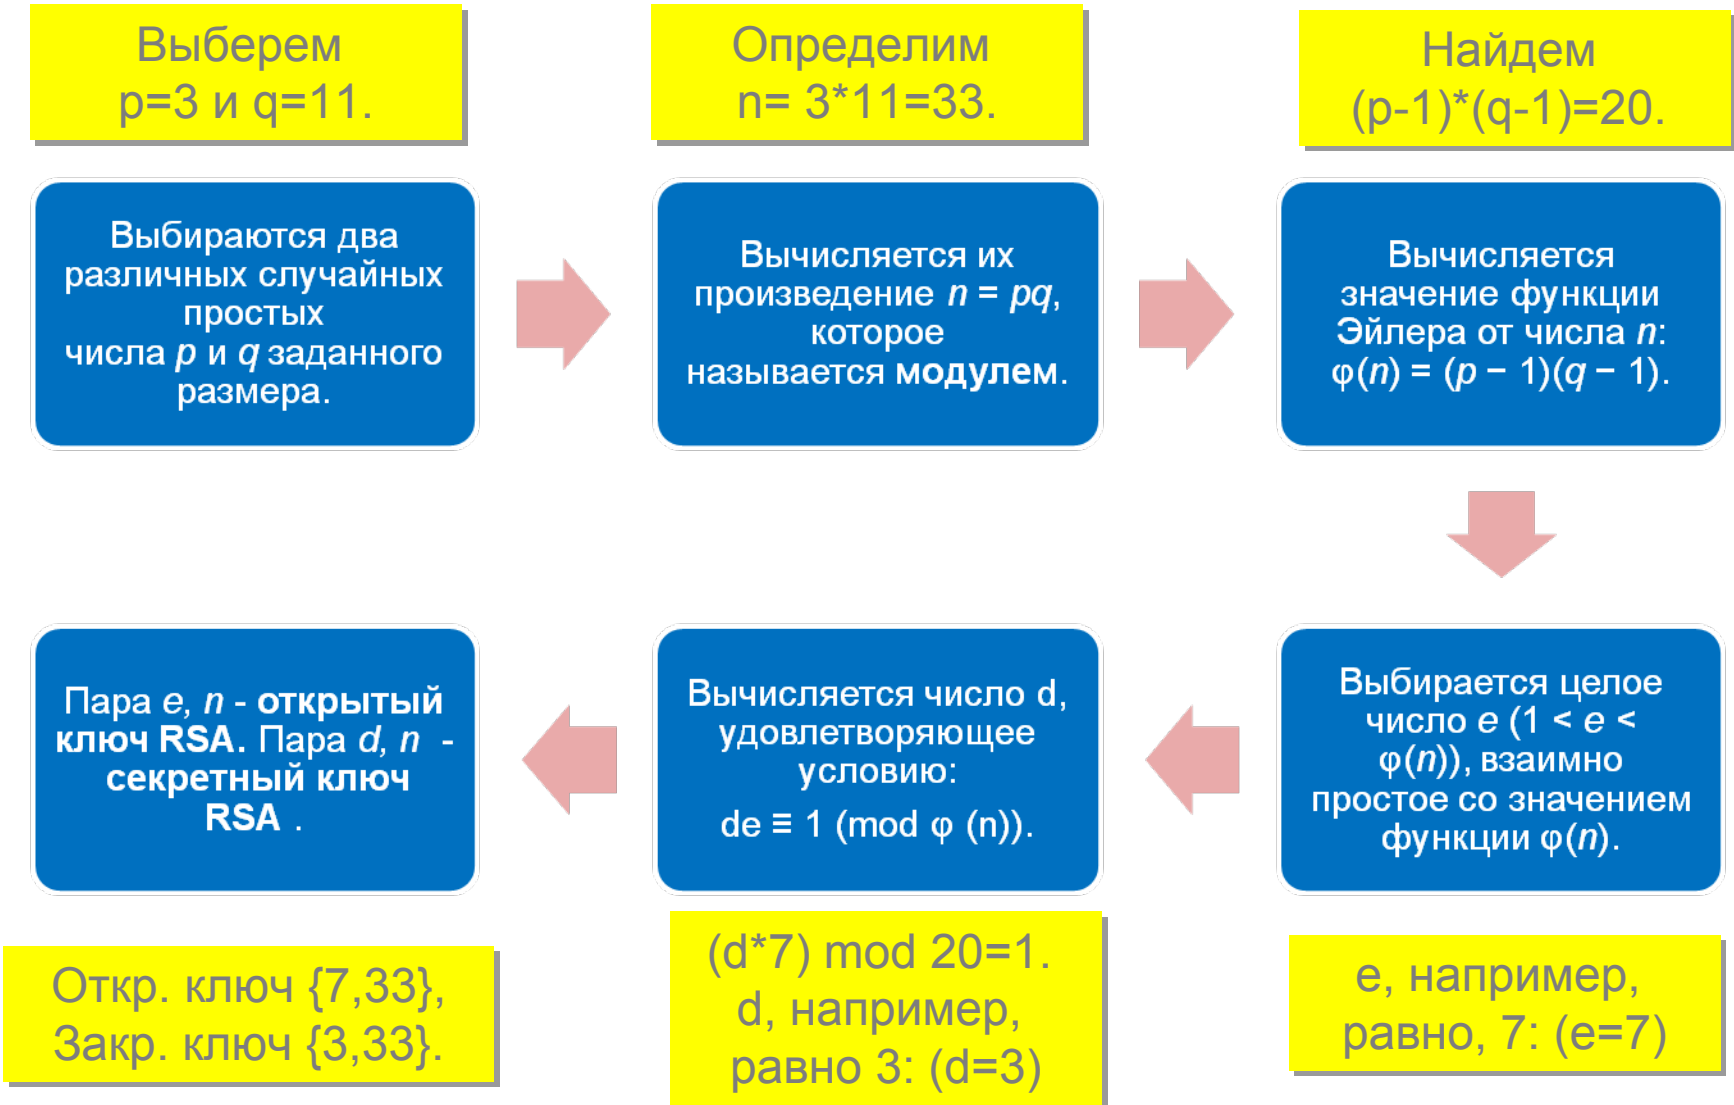 Выберем
p=3 и q=11.
Определим
n= 3*11=33.
Найдем
(p-1)*(q-1)=20.
Выбираются два
различных случайных
простых
числа p и q заданного
размера.
Вычисляется их
произведение n = pq,
которое
называется модулем.
Вычисляется
значение функции
Эйлера от числа n:
φ(n) = (p − 1)(q − 1).
Выбирается целое
число e (1 < e <
φ(n)), взаимно
простое со значением
функции φ(n).
Вычисляется число d,
удовлетворяющее
условию:
de ≡ 1 (mod φ (n)).
Пара e, n - открытый
ключ RSA. Пара d, n -
секретный ключ
RSA .
e, например,
равно, 7: (e=7)
(d*7) mod 20=1.
d, например,
равно 3: (d=3)
Откр. ключ {7,33},
Закр. ключ {3,33}.